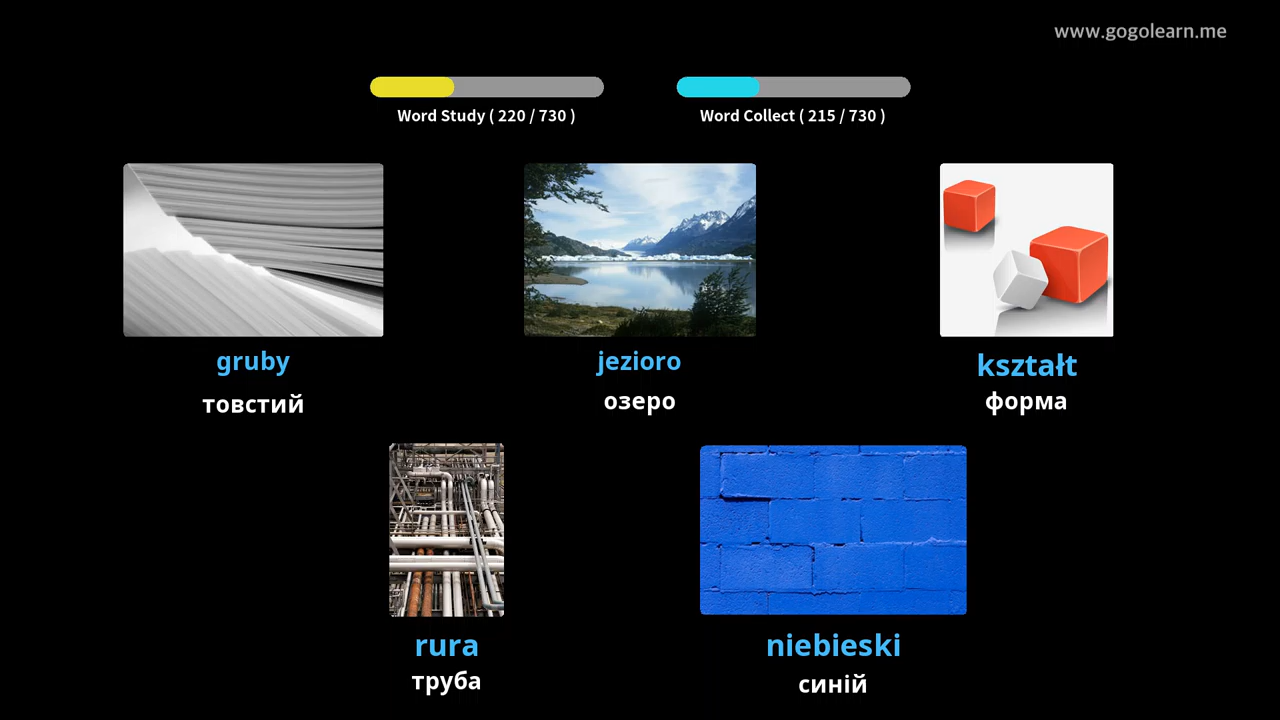 www.gogolearn.me
Word Study ( 220 / 730 )
Word Collect ( 215 / 730 )
gruby
товстий
jezioro
озеро
kształt
форма
rura
труба
niebieski
синій